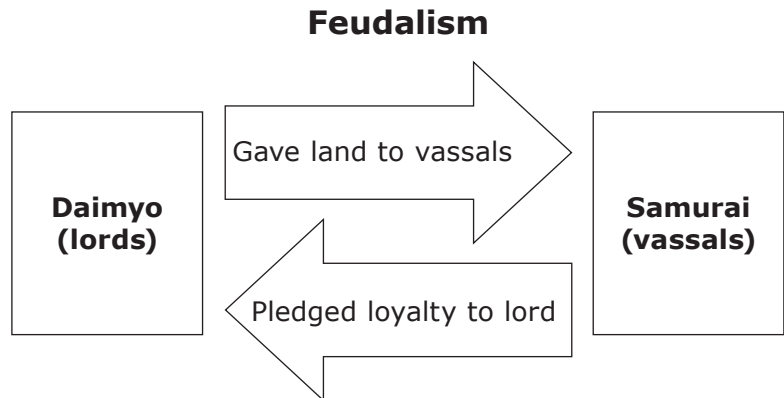 Feudalism
Gave land to vassals
Daimyo
(lords)
Samurai
(vassals)
Pledged loyalty to lord